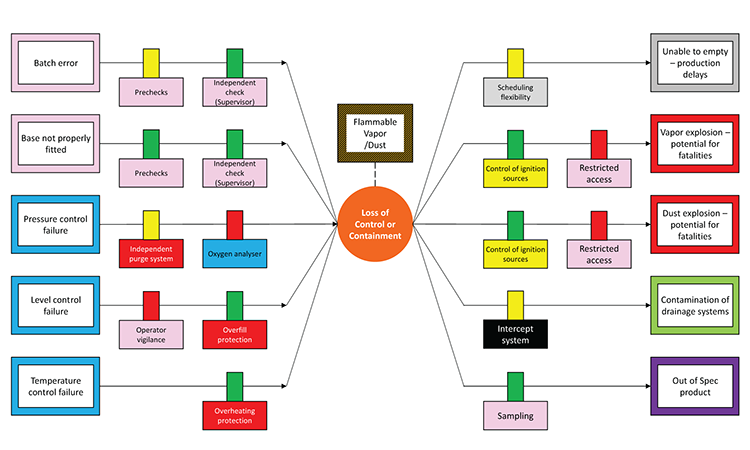 Batch error
Prechecks
Independent
check
(Supervisor)
Base not properly
fitted
Prechecks
Independent
check
(Supervisor)
Pressure control
failure
Independent
purge system
Oxygen analyser
Level control
failure
Operator
vigilance
Overfill
protection
Temperature
control failure
Overheating
protection
Flammable
Vapor
/Dust
Loss of
Control or
Containment
Scheduling
flexibility
Unable to empty
– production
delays
Control of ignition
sources
Restricted
access
Vapor explosion –
potential for
fatalities
Control of ignition
sources
Restricted
access
Dust explosion –
potential for
fatalities
Intercept
system
Contamination of
drainage systems
Sampling
Out of Spec
product